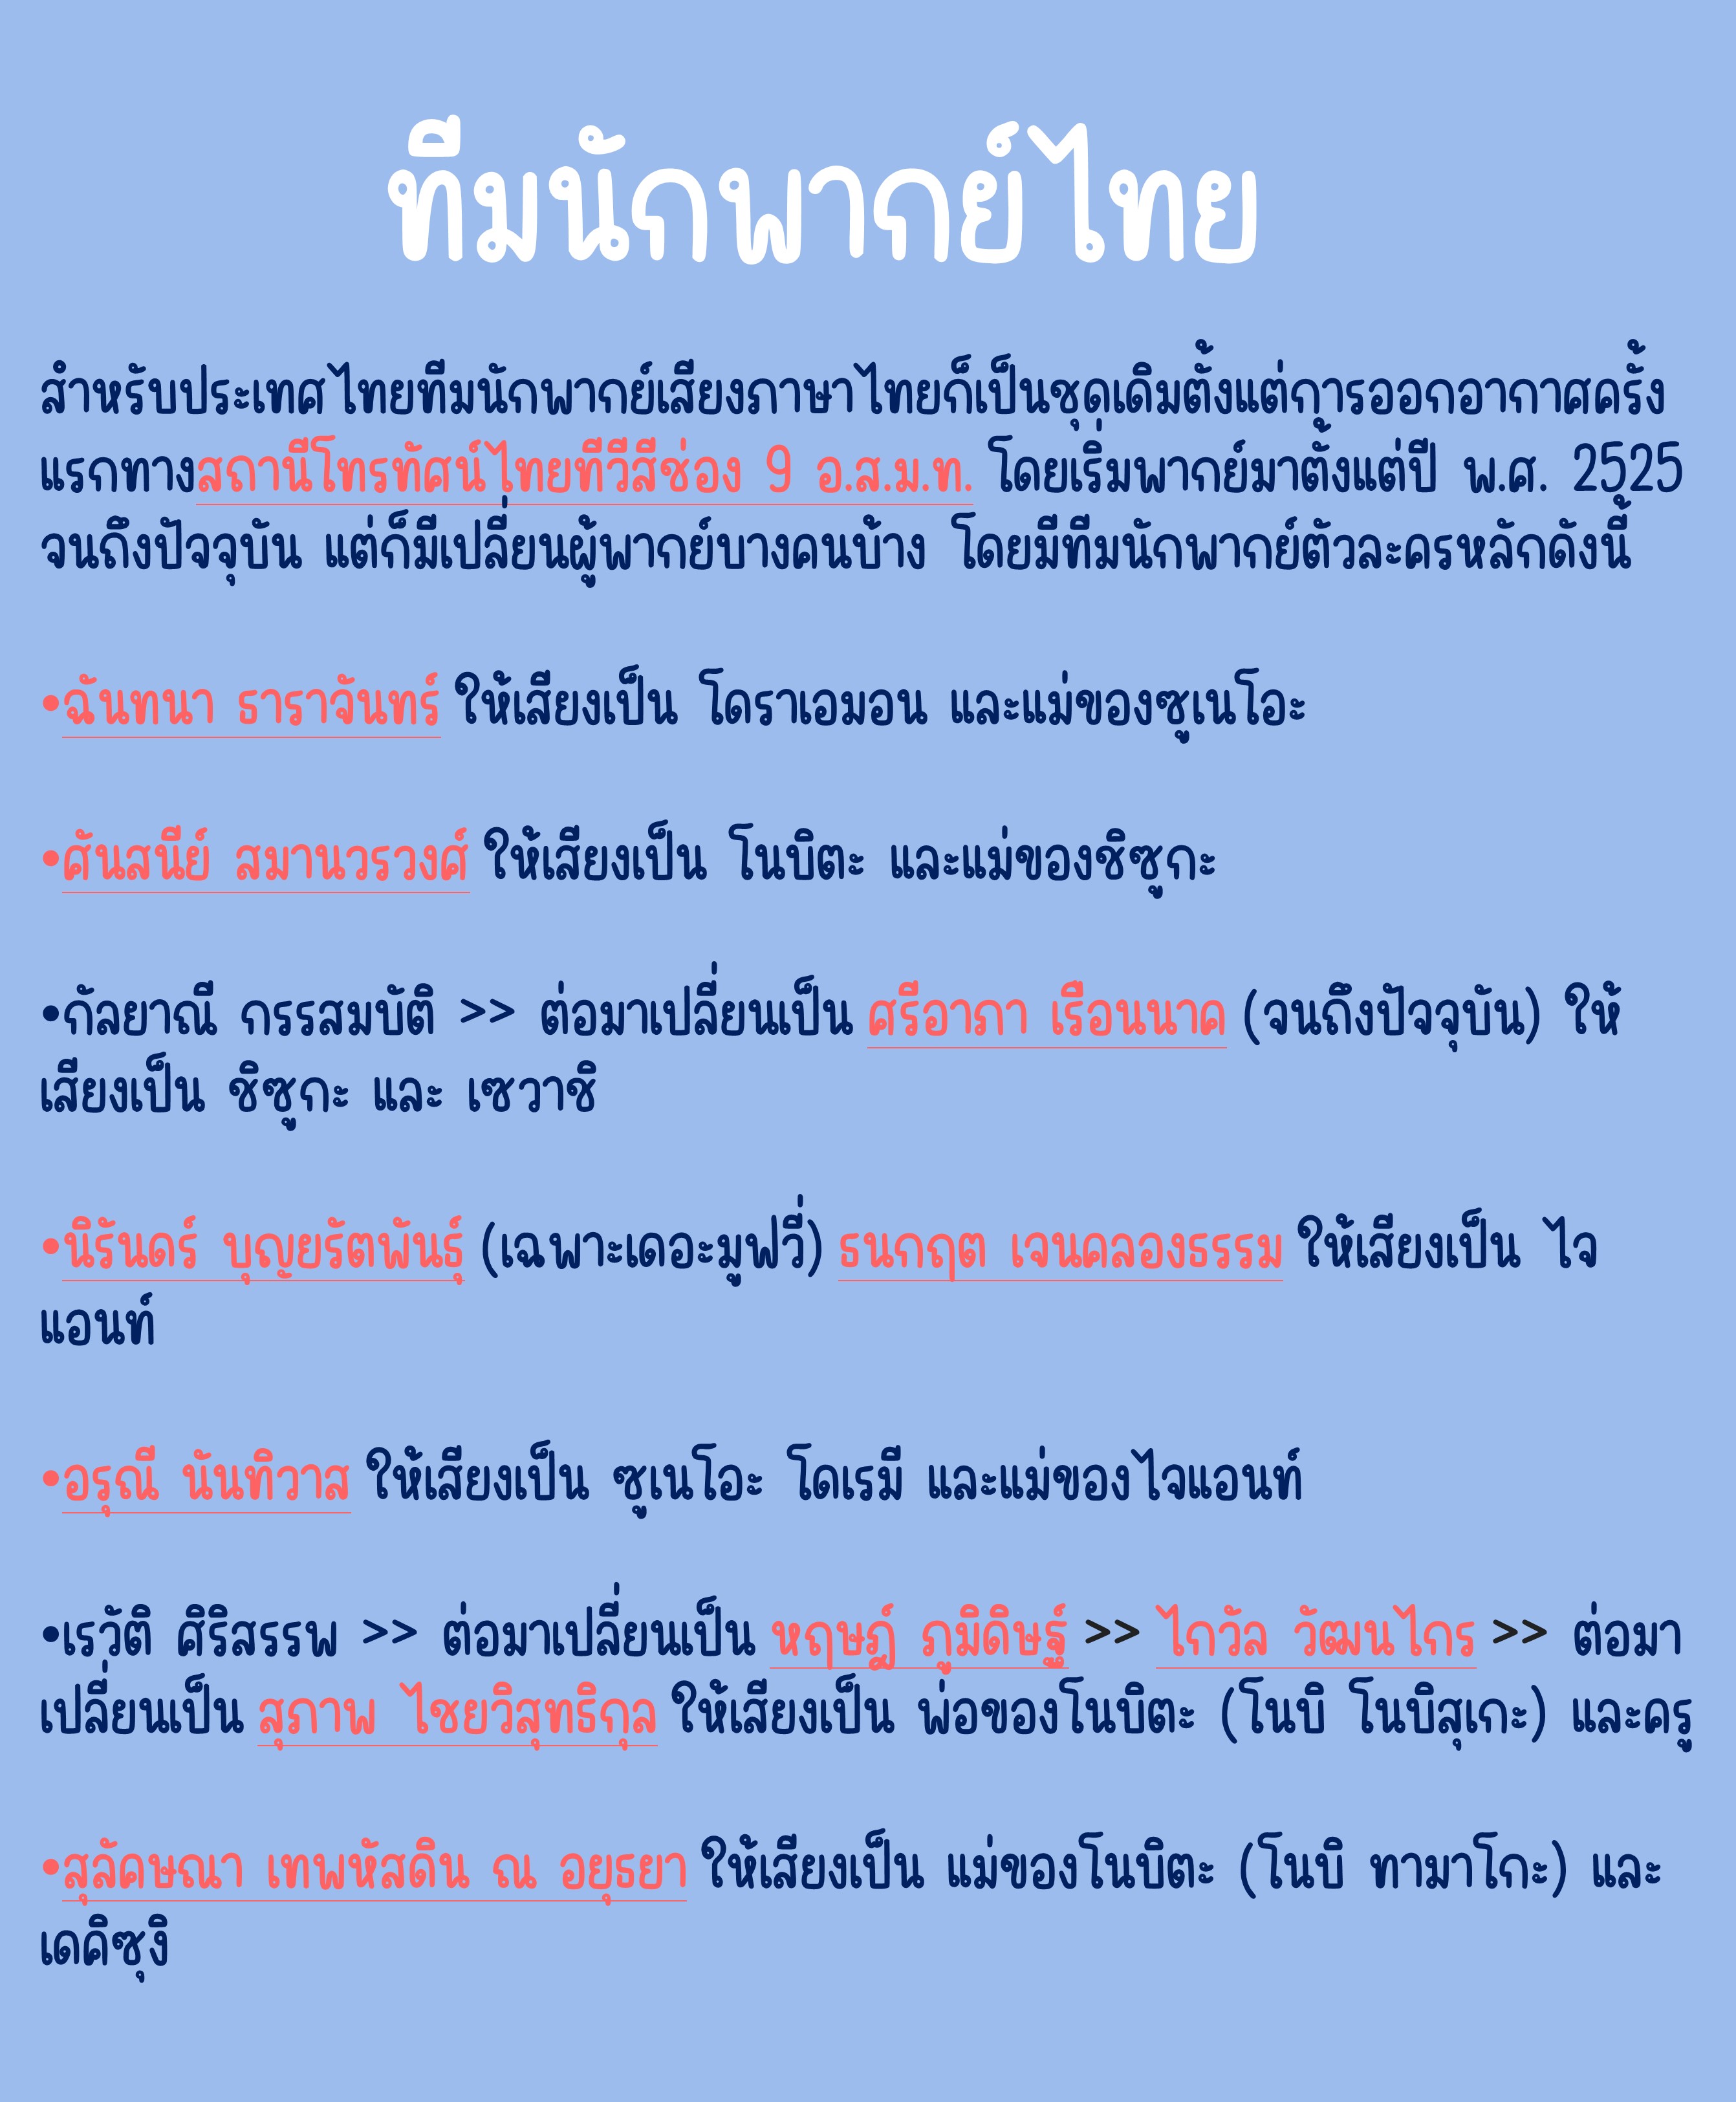 ทีมนักพากย์ไทย
สำหรับประเทศไทยทีมนักพากย์เสียงภาษาไทยก็เป็นชุดเดิมตั้งแต่การออกอากาศครั้ง
แรกทางสถานีโทรทัศน์ไทยทีวีสีช่อง 9 อ.ส.ม.ท. โดยเริ่มพากย์มาตั้งแต่ปี พ.ศ. 2525
จนถึงปัจจุบัน แต่ก็มีเปลี่ยนผู้พากย์บางคนบ้าง โดยมีทีมนักพากย์ตัวละครหลักดังนี้
•ฉันทนา ธาราจันทร์ ให้เสียงเป็น โดราเอมอน และแม่ของซูเนโอะ
•ศันสนีย์ สมานวรวงศ์ ให้เสียงเป็น โนบิตะ และแม่ของชิซูกะ
•กัลยาณี กรรสมบัติ >> ต่อมาเปลี่ยนเป็น ศรีอาภา เรือนนาค (จนถึงปัจจุบัน) ให้
เสียงเป็น ชิซูกะ และ เซวาชิ
•นิรันดร์ บุญยรัตพันธุ์ (เฉพาะเดอะมูฟวี่) ธนกฤต เจนคลองธรรม ให้เสียงเป็น ไจ
แอนท์
•อรุณี นันทิวาส ให้เสียงเป็น ซูเนโอะ โดเรมี และแม่ของไจแอนท์
•เรวัติ ศิริสรรพ >> ต่อมาเปลี่ยนเป็น หฤษฎ์ ภูมิดิษฐ์ >> ไกวัล วัฒนไกร >> ต่อมา
เปลี่ยนเป็น สุภาพ ไชยวิสุทธิกุล ให้เสียงเป็น พ่อของโนบิตะ (โนบิ โนบิสุเกะ) และครู
•สุลัคษณา เทพหัสดิน ณ อยุธยา ให้เสียงเป็น แม่ของโนบิตะ (โนบิ ทามาโกะ) และ
เดคิซุงิ